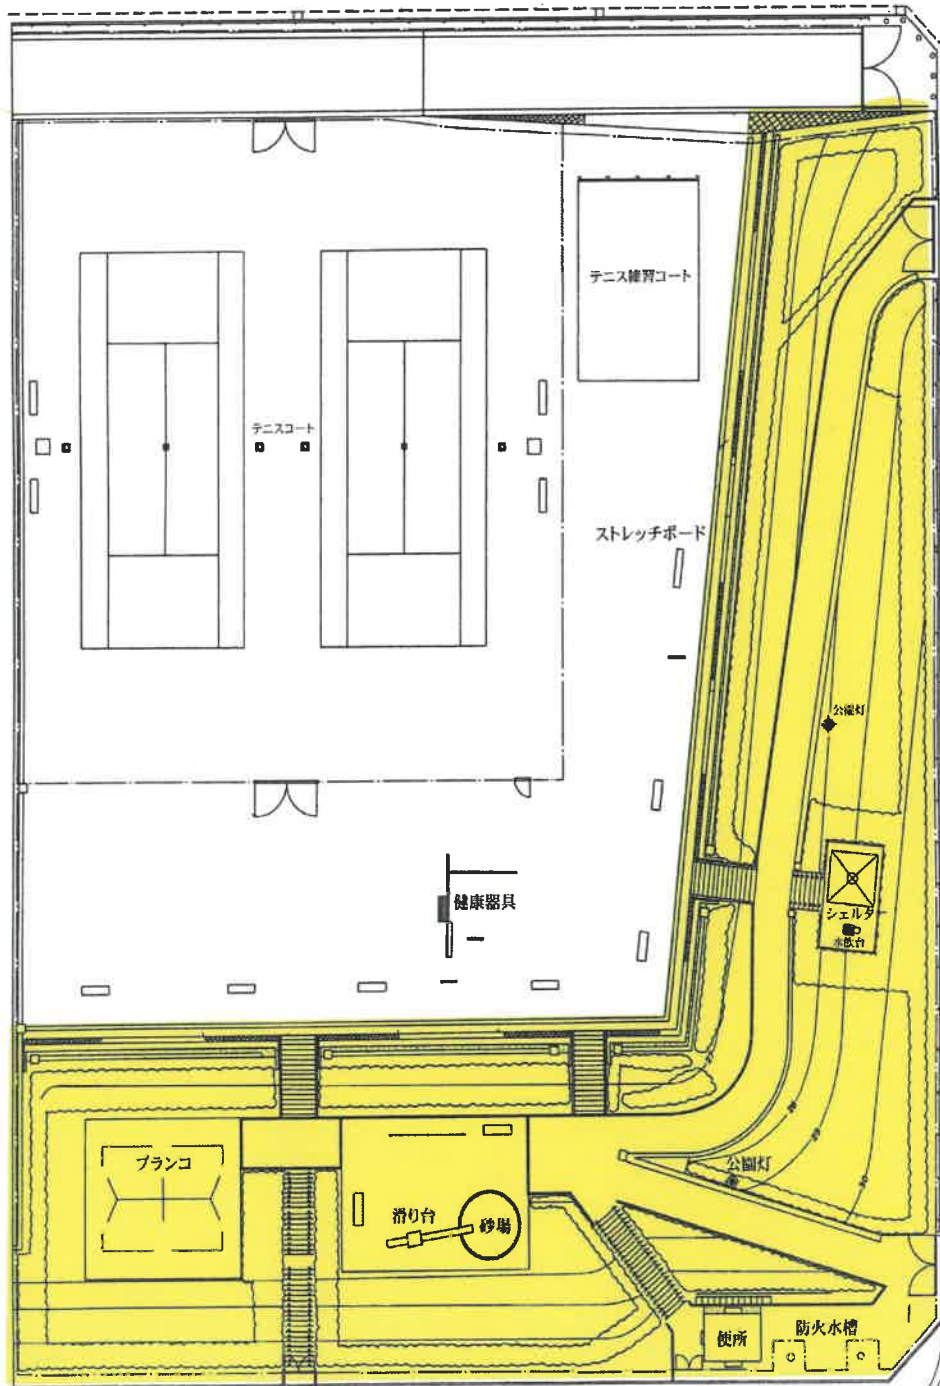 テニス練習コート
テニスコート
ストレッチボード
公園灯
健康器具
シェルタ
水飲台
ブランコ
公園灯
滑り台
砂場
便所
防火水槽